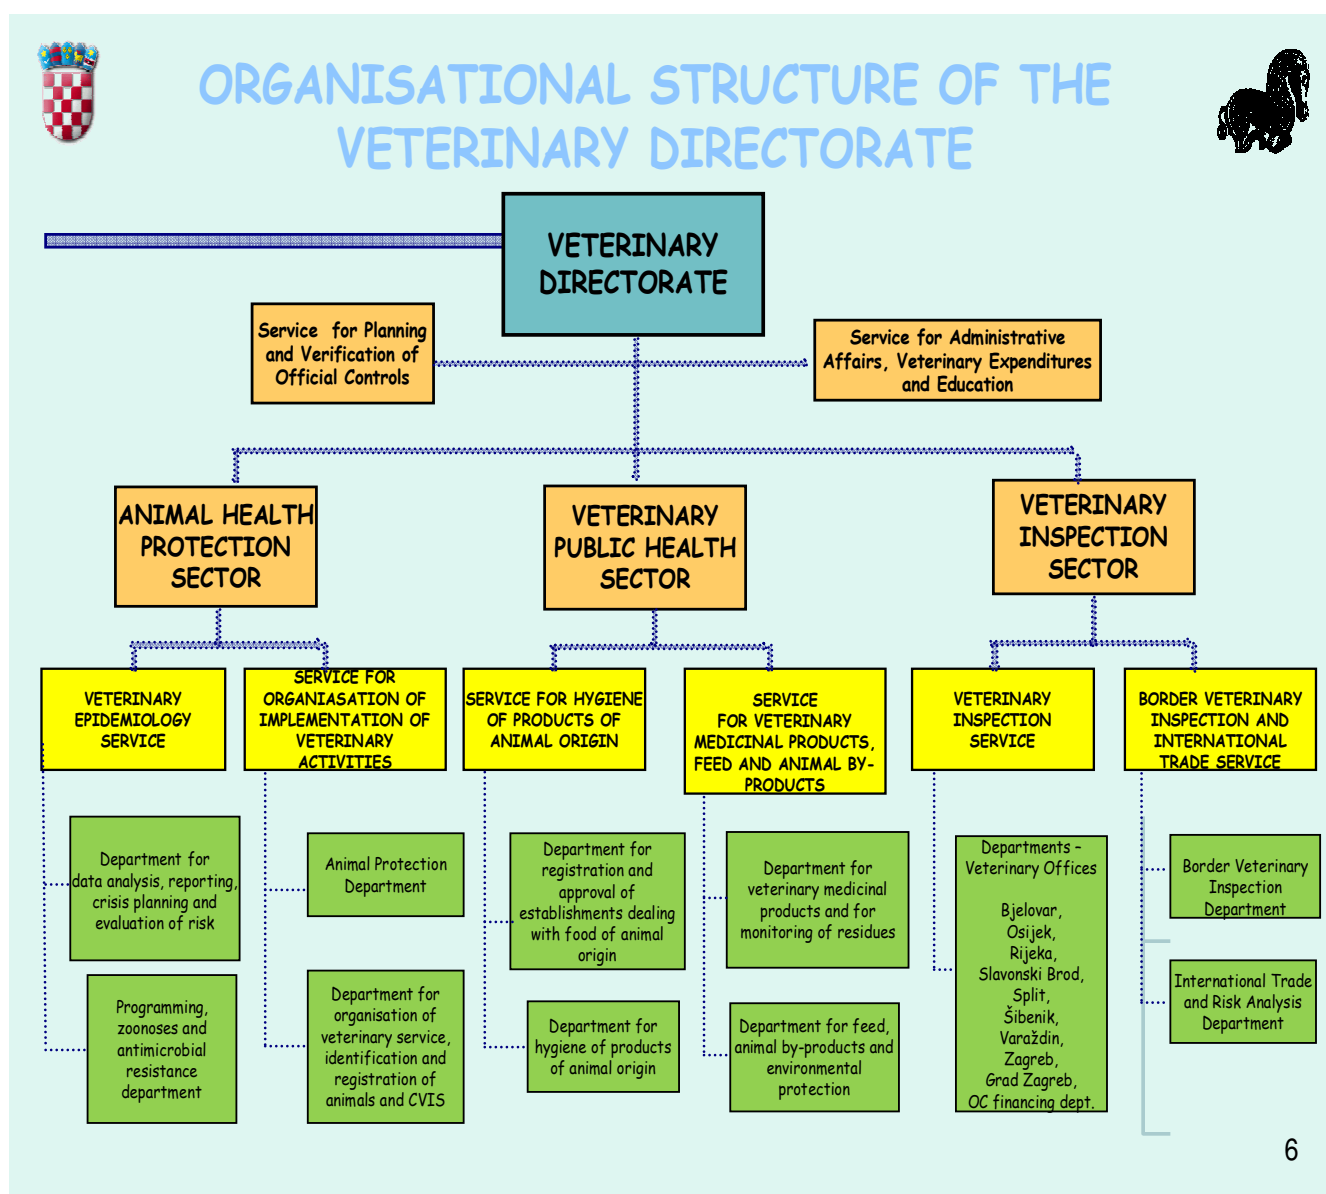 ORGANISATIONAL STRUCTURE OF THE
VETERINARY DIRECTORATE
VETERINARY
DIRECTORATE
Service for Planning
and Verification of
Official Controls
Service for Administrative
Affairs, Veterinary Expenditures
and Education
ANIMAL HEALTH
PROTECTION
SECTOR
VETERINARY
PUBLIC HEALTH
SECTOR
VETERINARY
INSPECTION
SECTOR
VETERINARY
EPIDEMIOLOGY
SERVICE
SERVICE FOR
ORGANIASATION OF
IMPLEMENTATION OF
VETERINARY
ACTIVITIES
SERVICE FOR HYGIENE
OF PRODUCTS OF
ANIMAL ORIGIN
SERVICE
FOR VETERINARY
MEDICINAL PRODUCTS,
FEED AND ANIMAL BY-
PRODUCTS
VETERINARY
INSPECTION
SERVICE
BORDER VETERINARY
INSPECTION AND
INTERNATIONAL
TRADE SERVICE
Department for
data analysis, reporting,
crisis planning and
evaluation of risk
Programming,
zoonoses and
antimicrobial
resistance
department
Animal Protection
Department
Department for
organisation of
veterinary service,
identification and
registration of
animals and CVIS
Department for
registration and
approval of
establishments dealing
with food of animal
origin
Department for
hygiene of products
of animal origin
Department for
veterinary medicinal
products and for
monitoring of residues
Department for feed,
animal by-products and
environmental
protection
Departments –
Veterinary Offices
Bjelovar,
Osijek,
Rijeka,
Slavonski Brod,
Split,
Šibenik,
Varaždin,
Zagreb,
Grad Zagreb,
OC financing dept.
Border Veterinary
Inspection
Department
International Trade
and Risk Analysis
Department
6